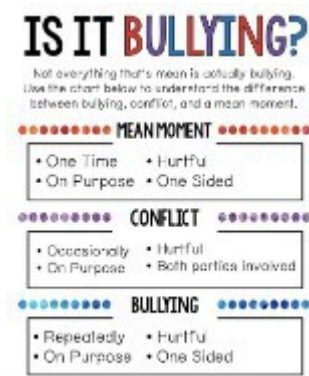 IS IT BULLYING?
Not everything that's mean is actually bullying.
Use the chart below to understand the difference
between bullying, conflict, and a mean moment.
MEAN MOMENT
• One Time • Hurtful
• On Purpose • One Sided
CONFLICT
• Occasionally • Hurtful
• On Purpose • Both parties involved
BULLYING
• Repeatedly • Hurtful
• On Purpose • One Sided